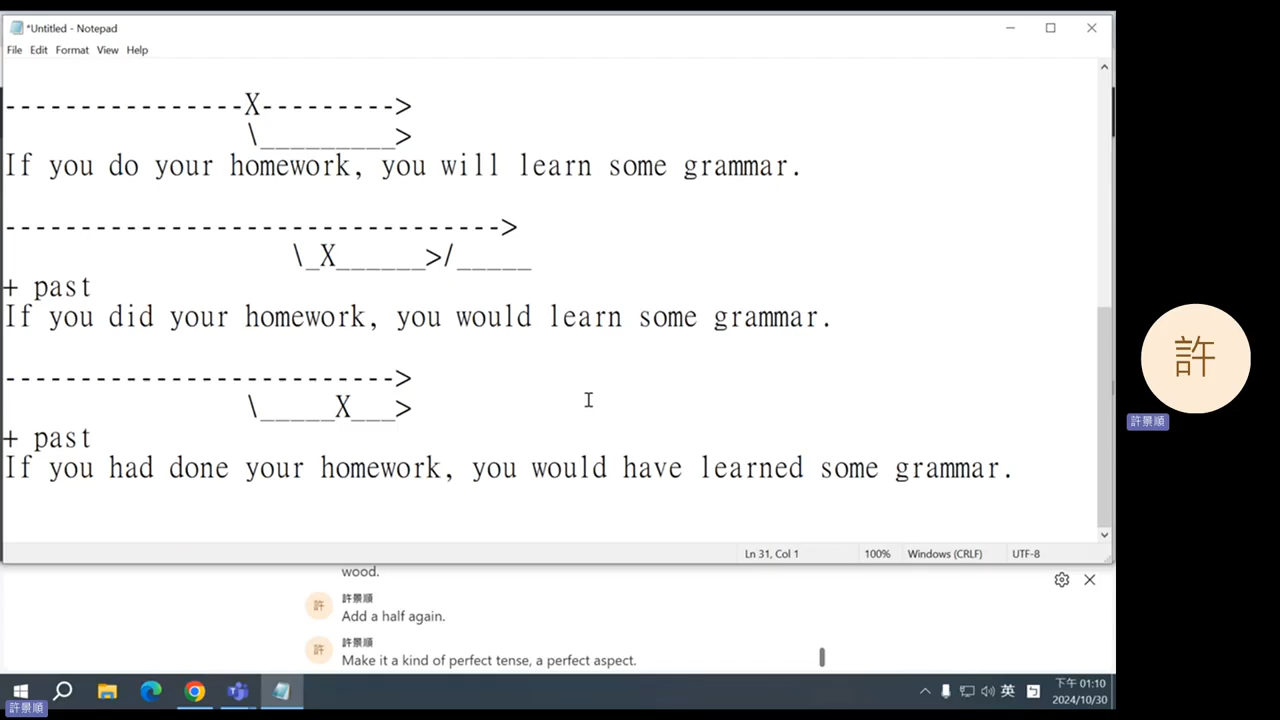 *Untitled - Notepad
File Edit Format View Help
---------------X--------->
\_________>
If you do your homework, you will learn some grammar.
--------------------------------->
\_X______>/_____
+ past
If you did your homework, you would learn some grammar.
-------------------------->
\_____X___>
+ past
If you had done your homework, you would have learned some grammar.
Ln 31, Col 1 100% Windows (CRLF) UTF-8
wood.
許 許景順
Add a half again.
許 許景順
Make it a kind of perfect tense, a perfect aspect.
許
許景順
英 下午 01:10
2024/10/30
許景順